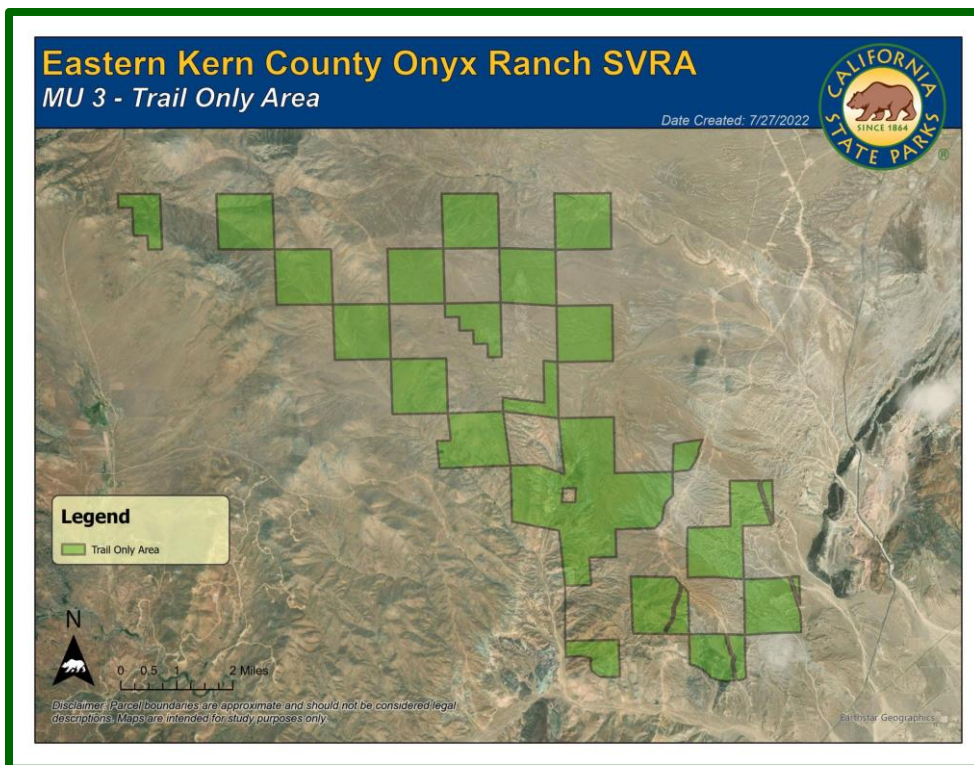 Eastern Kern County Onyx Ranch SVRA
MU 3 - Trail Only Area
Date Created: 7/27/2022
CALIFORNIA
SINCE 1864
STATE PARKS
®
Legend
Trail Only Area
N
0 0.5 1 2 Miles
Disclaimer: Parcel boundaries are approximate and should not be considered legal
descriptions. Maps are intended for study purposes only.
Earthstar Geographics